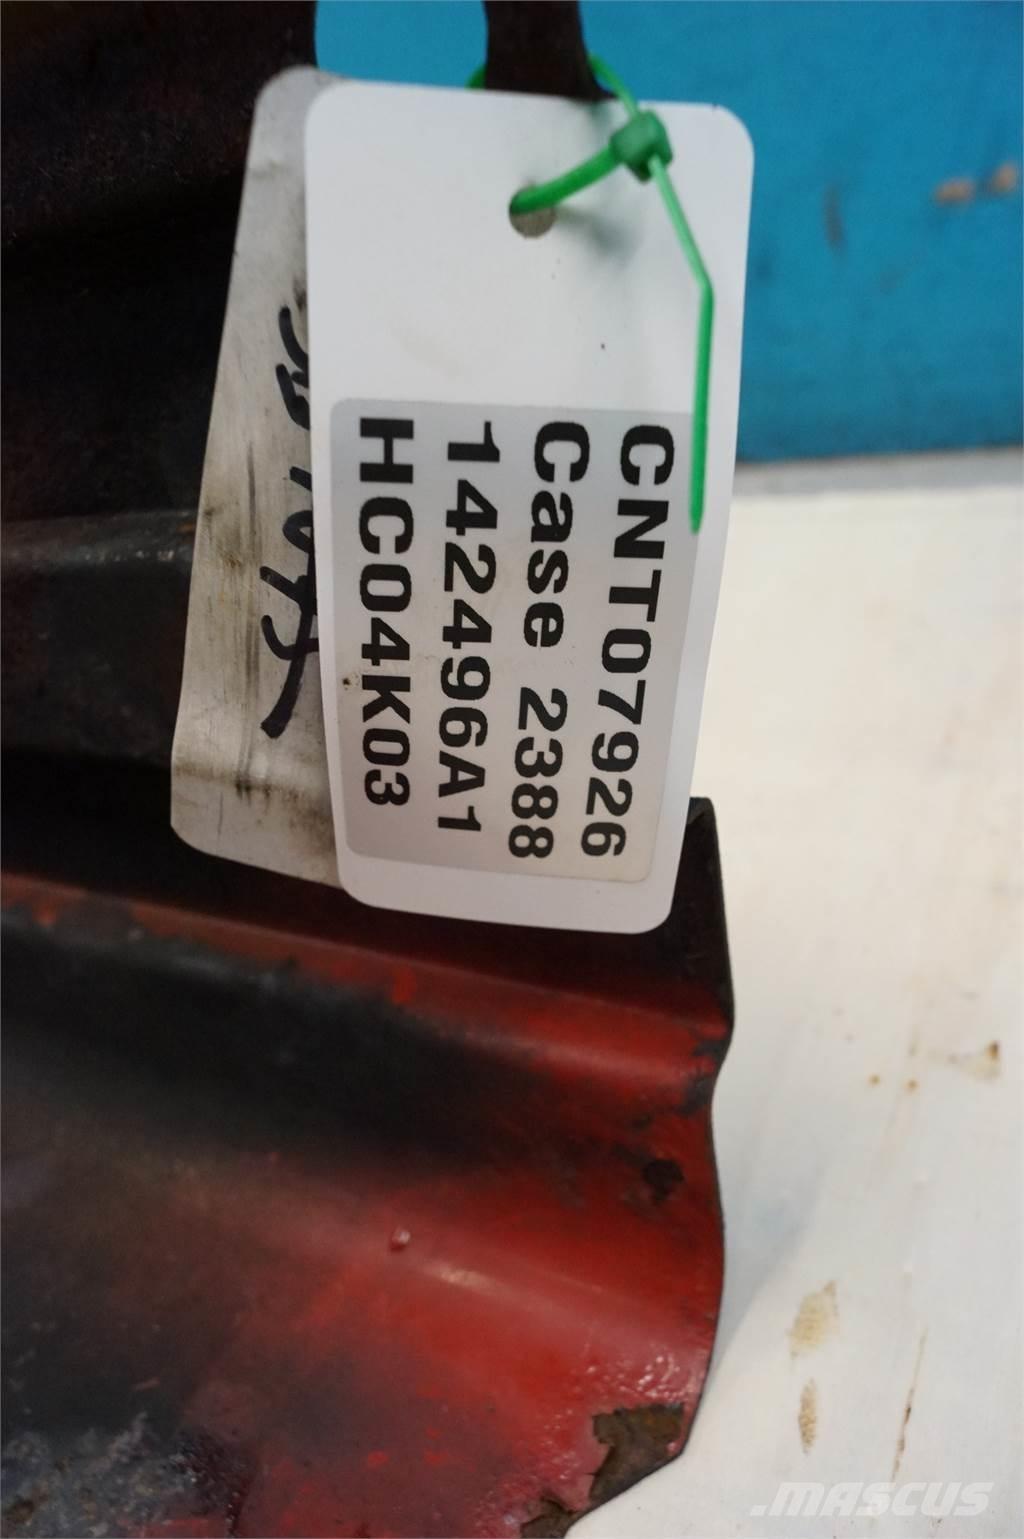 CNT07926
Case 2388
142496A1
HC04K03
.MASCUS